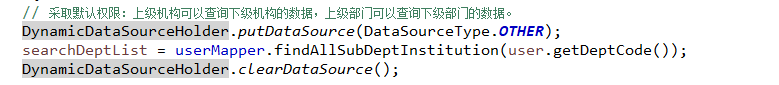 // 采取默认权限：上级机构可以查询下级机构的数据，上级部门可以查询下级部门的数据。
DynamicDataSourceHolder.putDataSource(DataSourceType.OTHER);
searchDeptList = userMapper.findAllSubDeptInstitution(user.getDeptCode());
DynamicDataSourceHolder.clearDataSource();